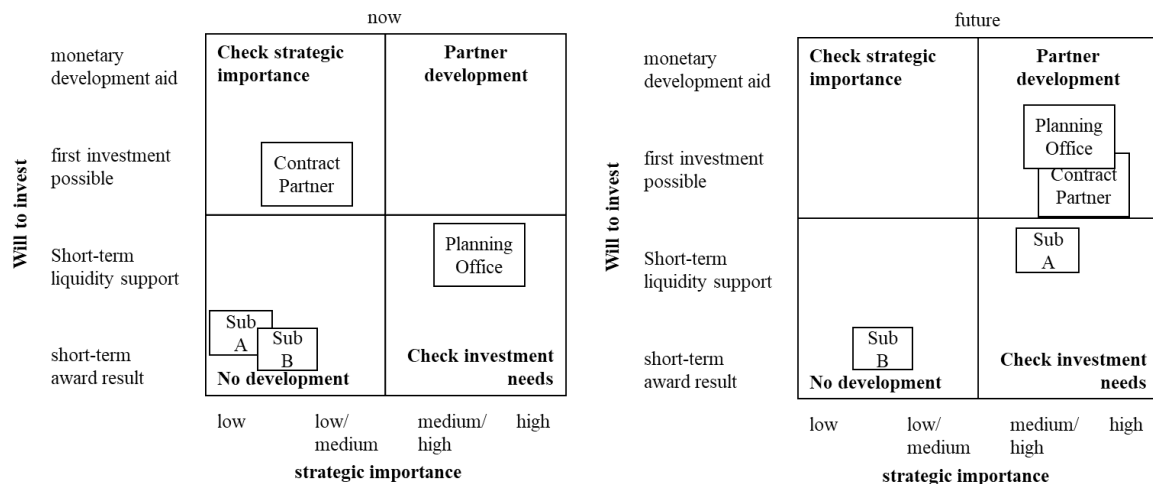 now
monetary
development aid
Check strategic
importance
Partner
development
first investment
possible
Contract
Partner
Will to invest
Short-term
liquidity support
Planning
Office
Sub
A
Sub
B
short-term
award result
No development
Check investment
needs
low
low/
medium
medium/
high
high
strategic importance
future
monetary
development aid
Check strategic
importance
Partner
development
Planning
Office
first investment
possible
Contract
Partner
Will to invest
Short-term
liquidity support
Sub
A
Sub
B
short-term
award result
No development
Check investment
needs
low
low/
medium
medium/
high
high
strategic importance